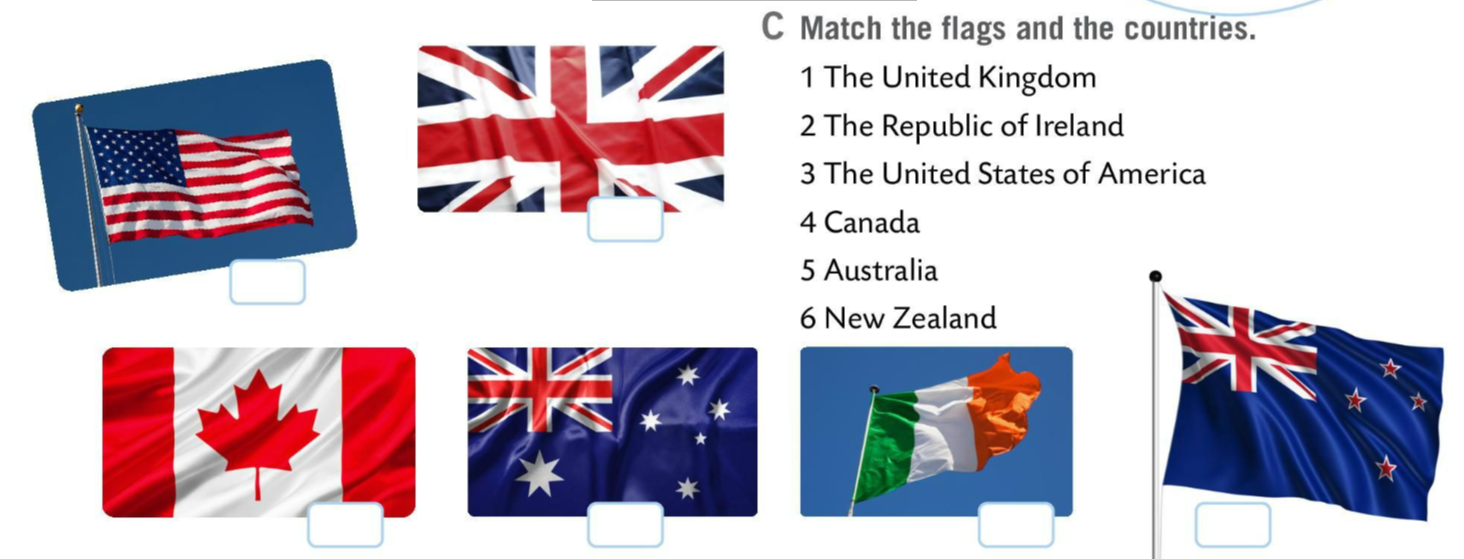 C Match the flags and the countries.
1 The United Kingdom
2 The Republic of Ireland
3 The United States of America
4 Canada
5 Australia
6 New Zealand